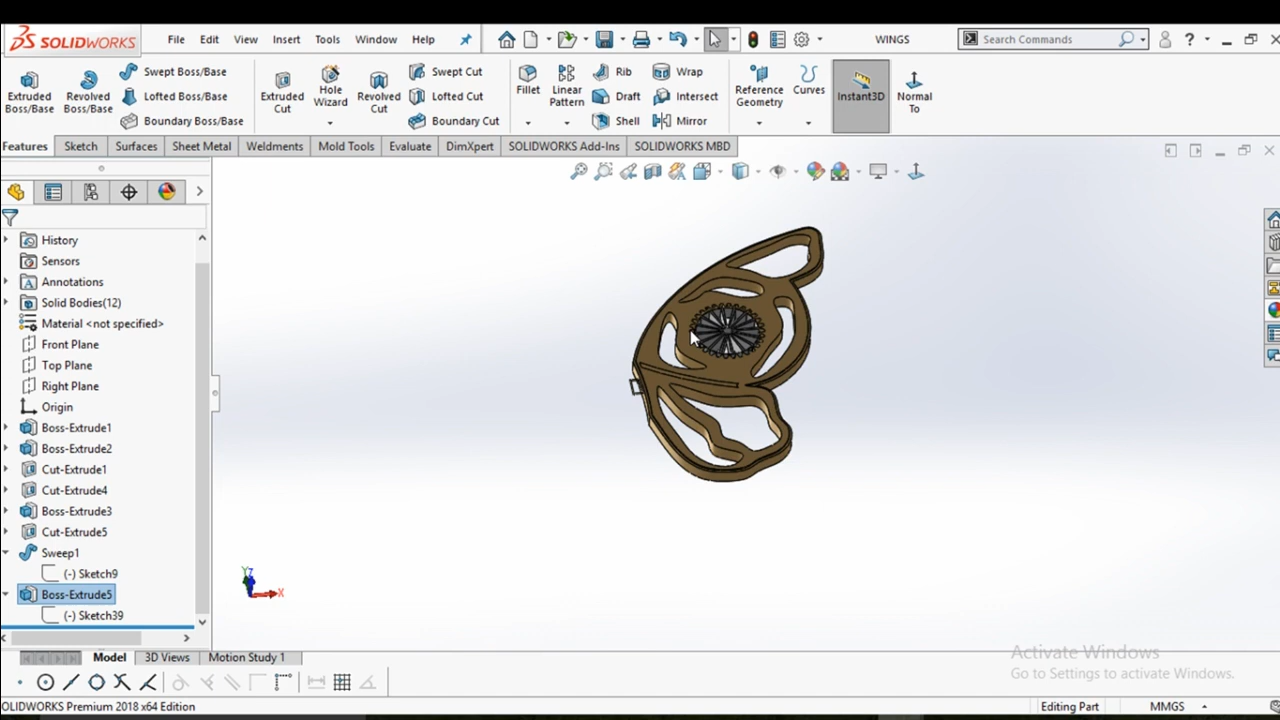 SOLIDWORKS File Edit View Insert Tools Window Help WINGS Search Commands ?
Extruded Boss/Base
Revolved Boss/Base
Swept Boss/Base
Lofted Boss/Base
Boundary Boss/Base
Extruded Cut
Hole Wizard
Revolved Cut
Swept Cut
Lofted Cut
Boundary Cut
Fillet
Linear Pattern
Rib
Draft
Shell
Wrap
Intersect
Mirror
Reference Geometry
Curves
Instant3D
Normal To
Features Sketch Surfaces Sheet Metal Weldments Mold Tools Evaluate DimXpert SOLIDWORKS Add-Ins SOLIDWORKS MBD
History
Sensors
Annotations
Solid Bodies(12)
Material <not specified>
Front Plane
Top Plane
Right Plane
Origin
Boss-Extrude1
Boss-Extrude2
Cut-Extrude1
Cut-Extrude4
Boss-Extrude3
Cut-Extrude5
Sweep1
(-) Sketch9
Boss-Extrude5
(-) Sketch39
Y Z X
Model 3D Views Motion Study 1
Activate Windows
Go to Settings to activate Windows.
OLIDWORKS Premium 2018 x64 Edition Editing Part MMGS